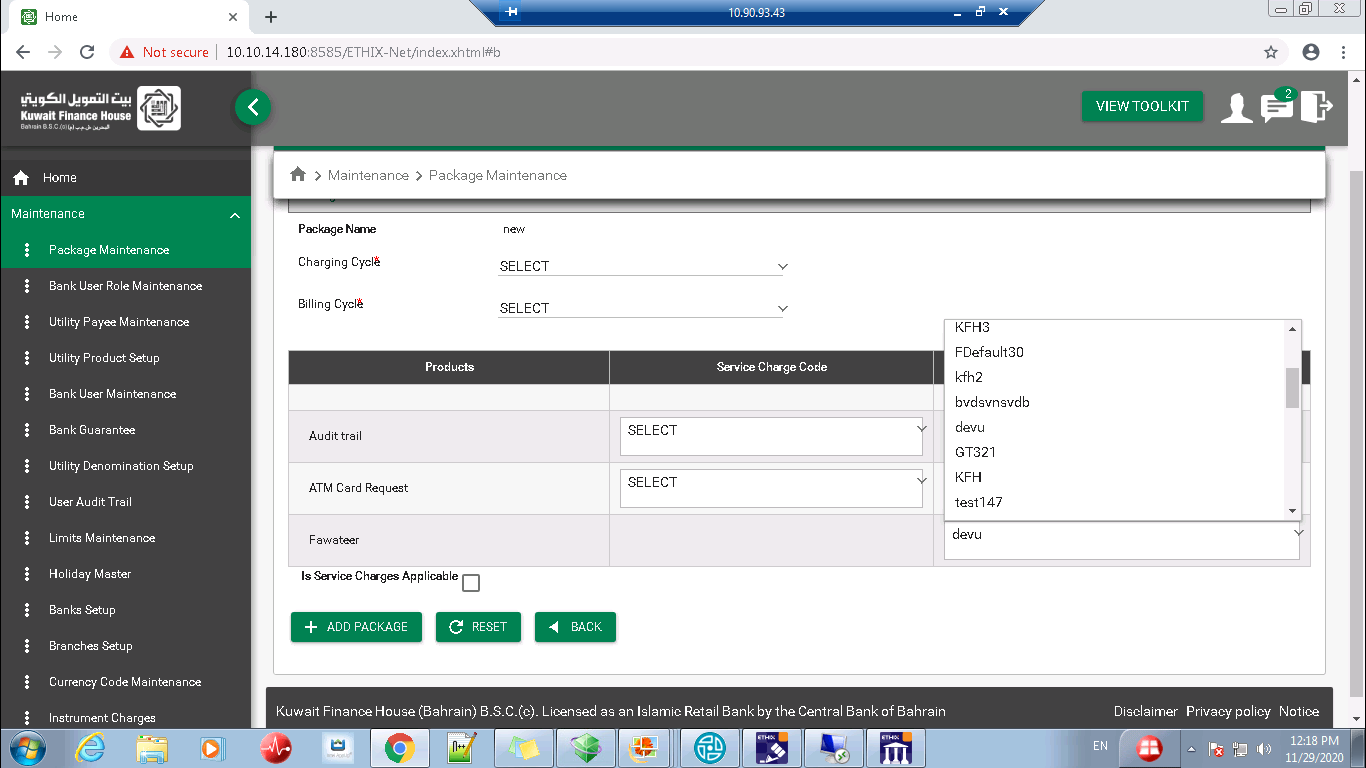 Home
10.90.93.43
Not secure
10.10.14.180:8585/ETHIX-Net/index.xhtml#b
بيت التمويل الكويتي
Kuwait Finance House
VIEW TOOLKIT
2
Home
Maintenance
Package Maintenance
Bank User Role Maintenance
Utility Payee Maintenance
Utility Product Setup
Bank User Maintenance
Bank Guarantee
Utility Denomination Setup
User Audit Trail
Limits Maintenance
Holiday Master
Banks Setup
Branches Setup
Currency Code Maintenance
Instrument Charges
Maintenance
Package Maintenance
Package Name
new
Charging Cycle*
SELECT
Billing Cycle*
SELECT
Products
Service Charge Code
Audit trail
SELECT
ATM Card Request
SELECT
Fawateer
KFH3
FDefault30
kfh2
bvdsvnsvdb
devu
GT321
KFH
test147
devu
Is Service Charges Applicable
ADD PACKAGE
RESET
BACK
Kuwait Finance House (Bahrain) B.S.C.(c). Licensed as an Islamic Retail Bank by the Central Bank of Bahrain
Disclaimer Privacy policy Notice
ETHIX
ETHIX
EN
12:18 PM
11/29/2020